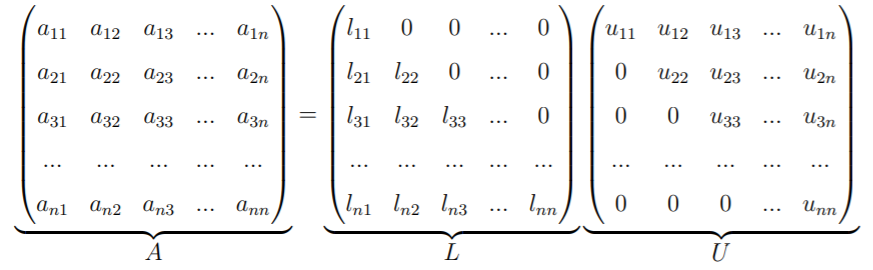 a11 a12 a13 ... a1n l11 0 0 ... 0 u11 u12 u13 ... u1n
a21 a22 a23 ... a2n l21 l22 0 ... 0 0 u22 u23 ... u2n
a31 a32 a33 ... a3n = l31 l32 l33 ... 0 0 0 u33 ... u3n
... ... ... ... ... ... ... ... ... ... ... ... ... ... ...
an1 an2 an3 ... ann ln1 ln2 ln3 ... lnn 0 0 0 ... unn
A L U